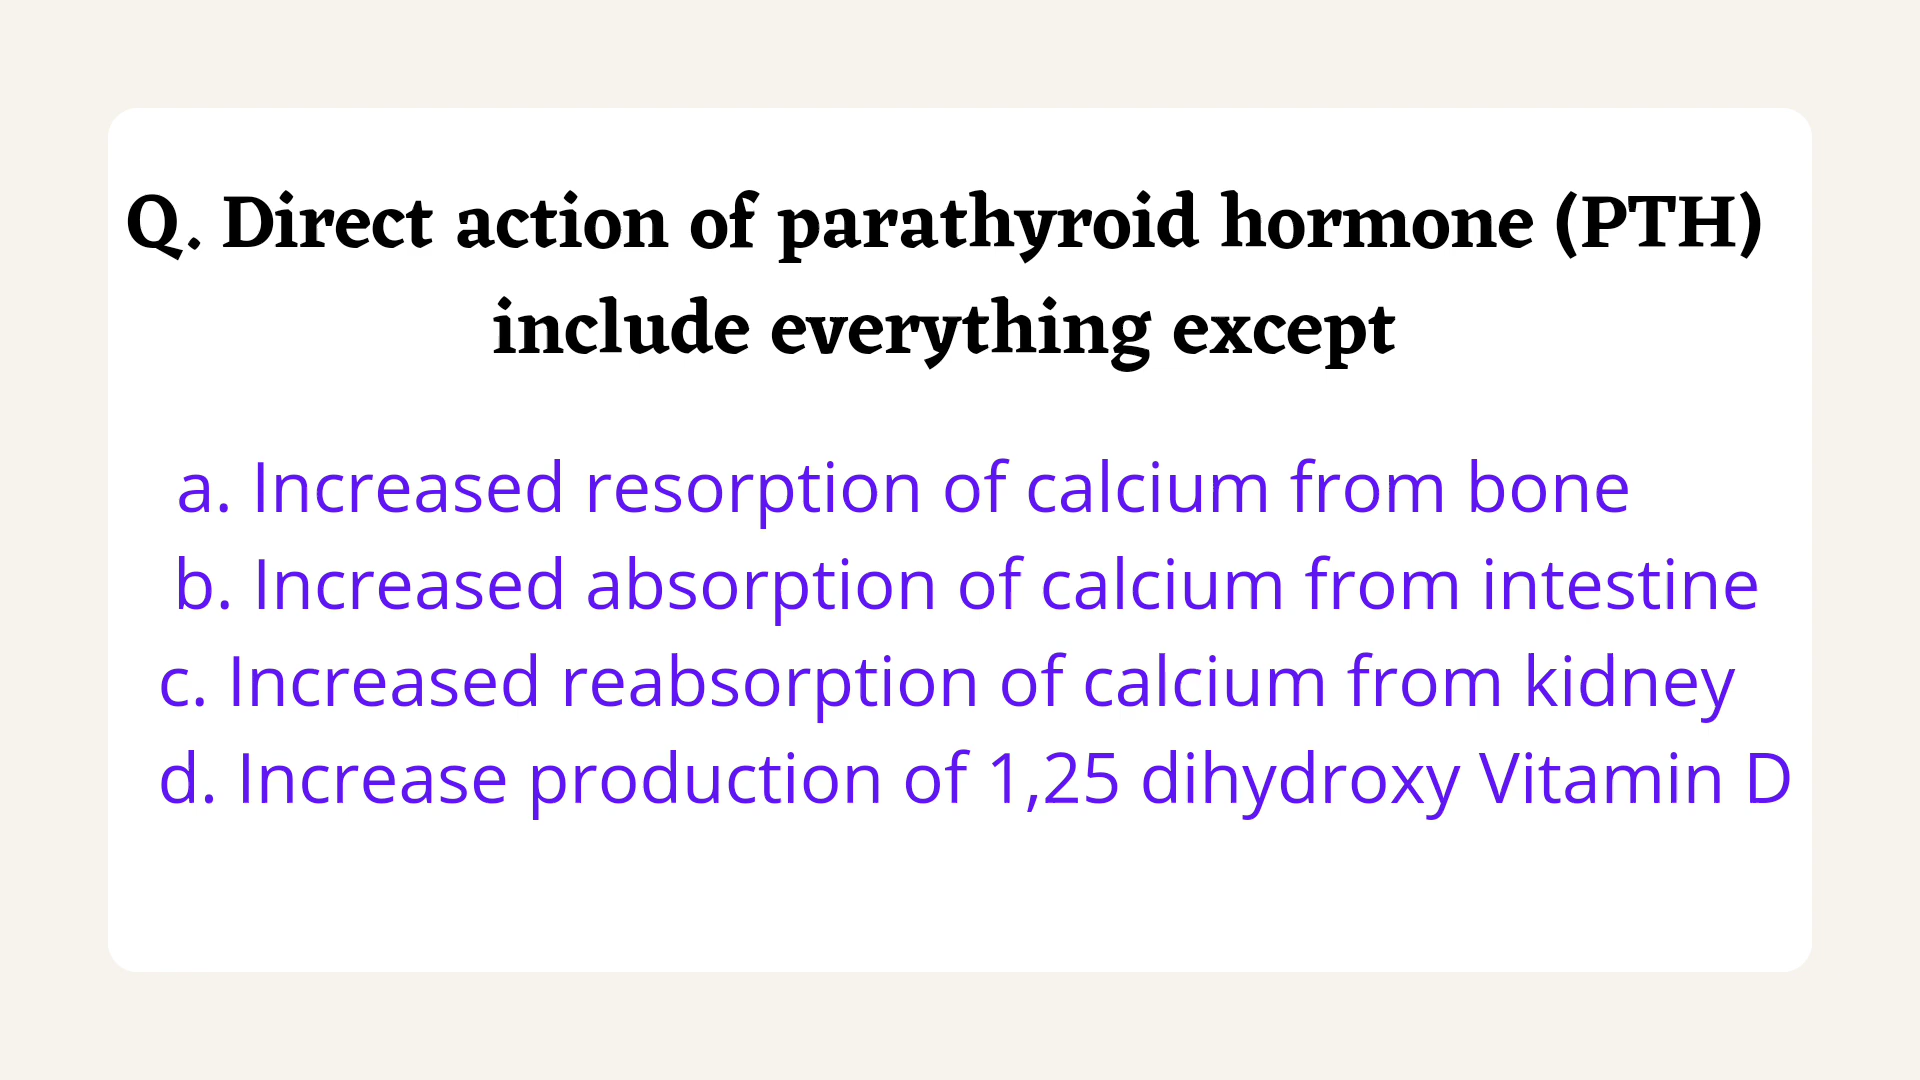 Q. Direct action of parathyroid hormone (PTH)
include everything except
a. Increased resorption of calcium from bone
b. Increased absorption of calcium from intestine
c. Increased reabsorption of calcium from kidney
d. Increase production of 1,25 dihydroxy Vitamin D